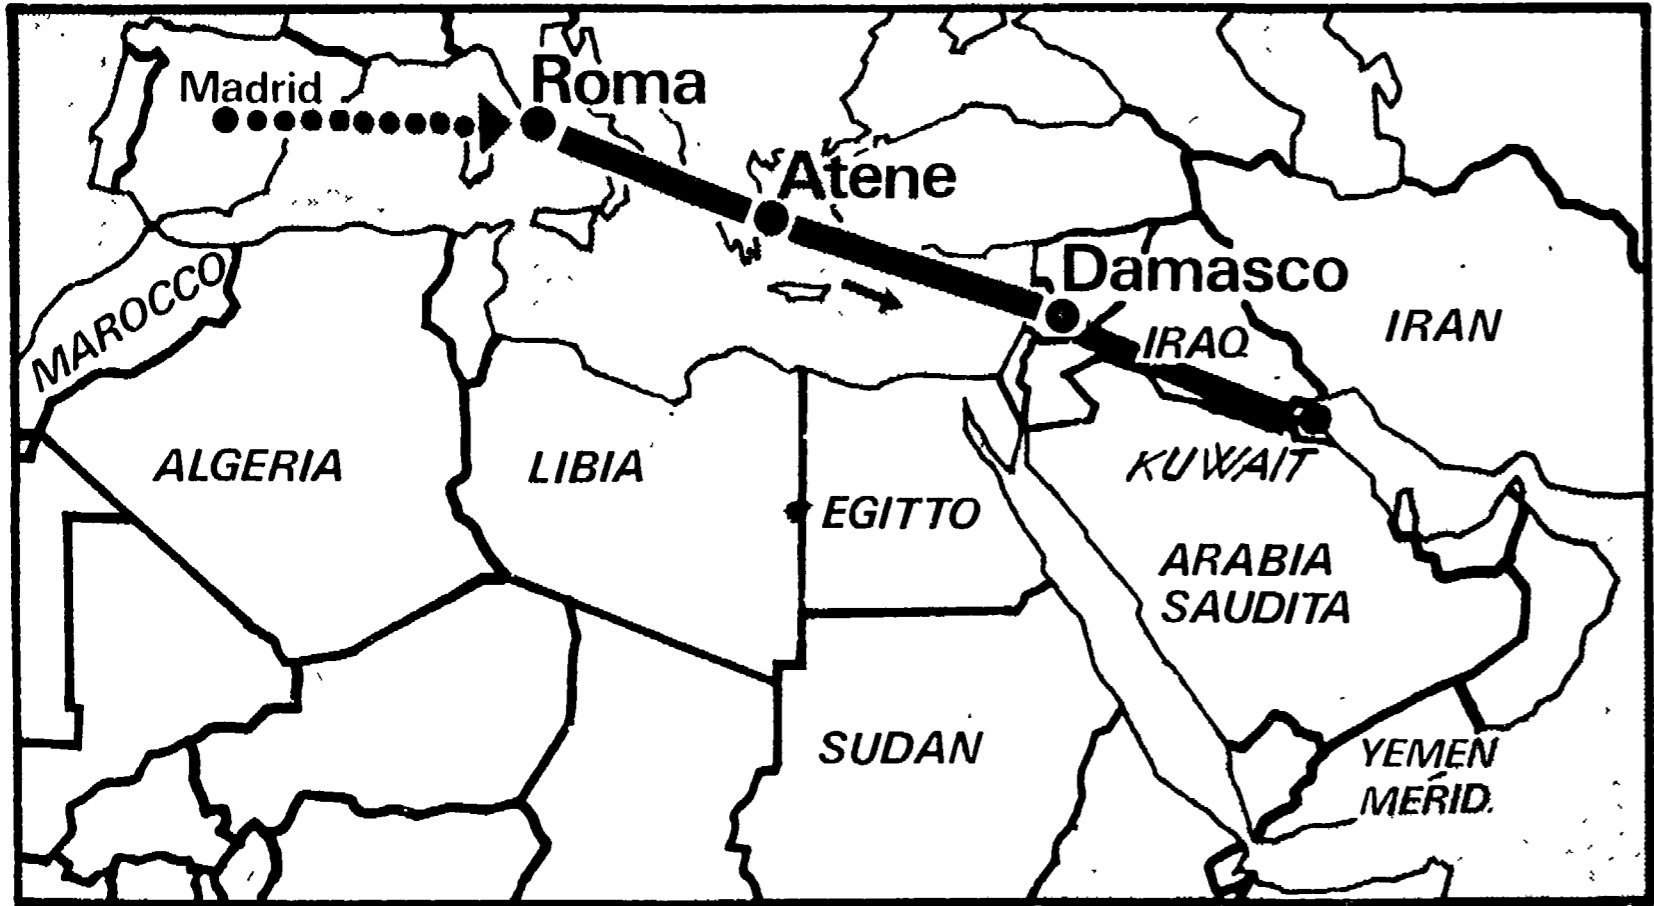 Madrid
Roma
Atene
Damasco
MAROCCO
IRAQ
IRAN
ALGERIA
LIBIA
EGITTO
KUWAIT
ARABIA
SAUDITA
SUDAN
YEMEN
MERID.